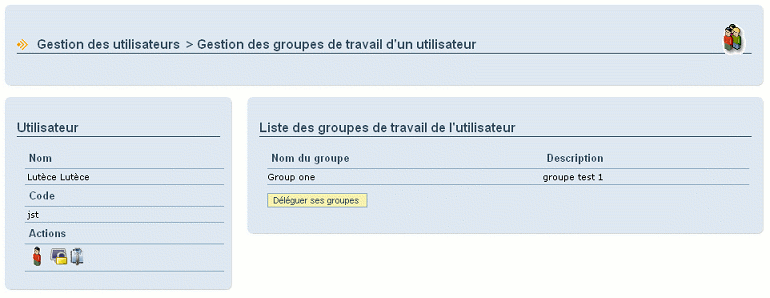 Gestion des utilisateurs > Gestion des groupes de travail d'un utilisateur
Utilisateur
Nom
Lutèce Lutèce
Code
jst
Actions
Liste des groupes de travail de l'utilisateur
Nom du groupe Description
Group one groupe test 1
Déléguer ses groupes